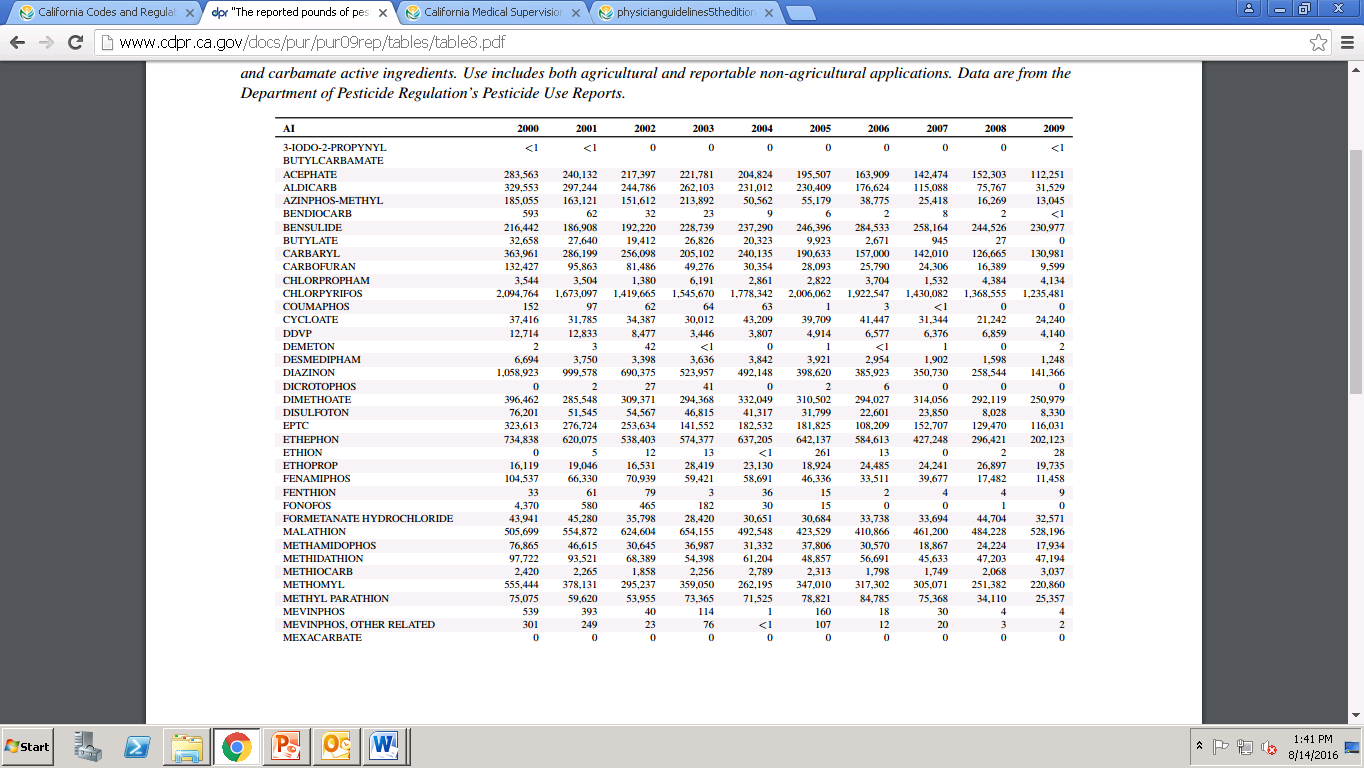 California Codes and Regulat
"The reported pounds of pes
California Medical Supervision
physicianguidelines5thedition
www.cdpr.ca.gov/docs/pur/pur09rep/tables/table8.pdf
and carbamate active ingredients. Use includes both agricultural and reportable non-agricultural applications. Data are from the
Department of Pesticide Regulation's Pesticide Use Reports.
AI 2000 2001 2002 2003 2004 2005 2006 2007 2008 2009
3-IODO-2-PROPYNYL <1 <1 0 0 0 0 0 0 0 <1
BUTYLCARBAMATE
ACEPHATE 283,563 240,132 217,397 221,781 204,824 195,507 163,909 142,474 152,303 112,251
ALDICARB 329,553 297,244 244,786 262,103 231,012 230,409 176,624 115,088 75,767 31,529
AZINPHOS-METHYL 185,055 163,121 151,612 213,892 50,562 55,179 38,775 25,418 16,269 13,045
BENDIOCARB 593 62 32 23 9 6 2 8 2 <1
BENSULIDE 216,442 186,908 192,220 228,739 237,290 246,396 284,533 258,164 244,526 230,977
BUTYLATE 32,658 27,640 19,412 26,826 20,323 9,923 2,671 945 27 0
CARBARYL 363,961 286,199 256,098 205,102 240,135 190,633 157,000 142,010 126,665 130,981
CARBOFURAN 132,427 95,863 81,486 49,276 30,354 28,093 25,790 24,306 16,389 9,599
CHLORPROPHAM 3,544 3,504 1,380 6,191 2,861 2,822 3,704 1,532 4,384 4,134
CHLORPYRIFOS 2,094,764 1,673,097 1,419,665 1,545,670 1,778,342 2,006,062 1,922,547 1,430,082 1,368,555 1,235,481
COUMAPHOS 152 97 62 64 63 1 3 <1 0 0
CYCLOATE 37,416 31,785 34,387 30,012 43,209 39,709 41,447 31,344 21,242 24,240
DDVP 12,714 12,833 8,477 3,446 3,807 4,914 6,577 6,376 6,859 4,140
DEMETON 2 3 42 <1 0 1 <1 1 0 2
DESMEDIPHAM 6,694 3,750 3,398 3,636 3,842 3,921 2,954 1,902 1,598 1,248
DIAZINON 1,058,923 999,578 690,375 523,957 492,148 398,620 385,923 350,730 258,544 141,366
DICROTOPHOS 0 2 27 41 0 2 6 0 0 0
DIMETHOATE 396,462 285,548 309,371 294,368 332,049 310,502 294,027 314,056 292,119 250,979
DISULFOTON 76,201 51,545 54,567 46,815 41,317 31,799 22,601 23,850 8,028 8,330
EPTC 323,613 276,724 253,634 141,552 182,532 181,825 108,209 152,707 129,470 116,031
ETHEPHON 734,838 620,075 538,403 574,377 637,205 642,137 584,613 427,248 296,421 202,123
ETHION 0 5 12 13 <1 261 13 0 2 28
ETHOPROP 16,119 19,046 16,531 28,419 23,130 18,924 24,485 24,241 26,897 19,735
FENAMIPHOS 104,537 66,330 70,939 59,421 58,691 46,336 33,511 39,677 17,482 11,458
FENTHION 33 61 79 3 36 15 2 4 4 9
FONOFOS 4,370 580 465 182 30 15 0 0 1 0
FORMETANATE HYDROCHLORIDE 43,941 45,280 35,798 28,420 30,651 30,684 33,738 33,694 44,704 32,571
MALATHION 505,699 554,872 624,604 654,155 492,548 423,529 410,866 461,200 484,228 528,196
METHAMIDOPHOS 76,865 46,615 30,645 36,987 31,332 37,806 30,570 18,867 24,224 17,934
METHIDATHION 97,722 93,521 68,389 54,398 61,204 48,857 56,691 45,633 47,203 47,194
METHIOCARB 2,420 2,265 1,858 2,256 2,789 2,313 1,798 1,749 2,068 3,037
METHOMYL 555,444 378,131 295,237 359,050 262,195 347,010 317,302 305,071 251,382 220,860
METHYL PARATHION 75,075 59,620 53,955 73,365 71,525 78,821 84,785 75,368 34,110 25,357
MEVINPHOS 539 393 40 114 1 160 18 30 4 4
MEVINPHOS, OTHER RELATED 301 249 23 76 <1 107 12 20 3 2
MEXACARBATE 0 0 0 0 0 0 0 0 0 0
Start
1:41 PM
8/14/2016